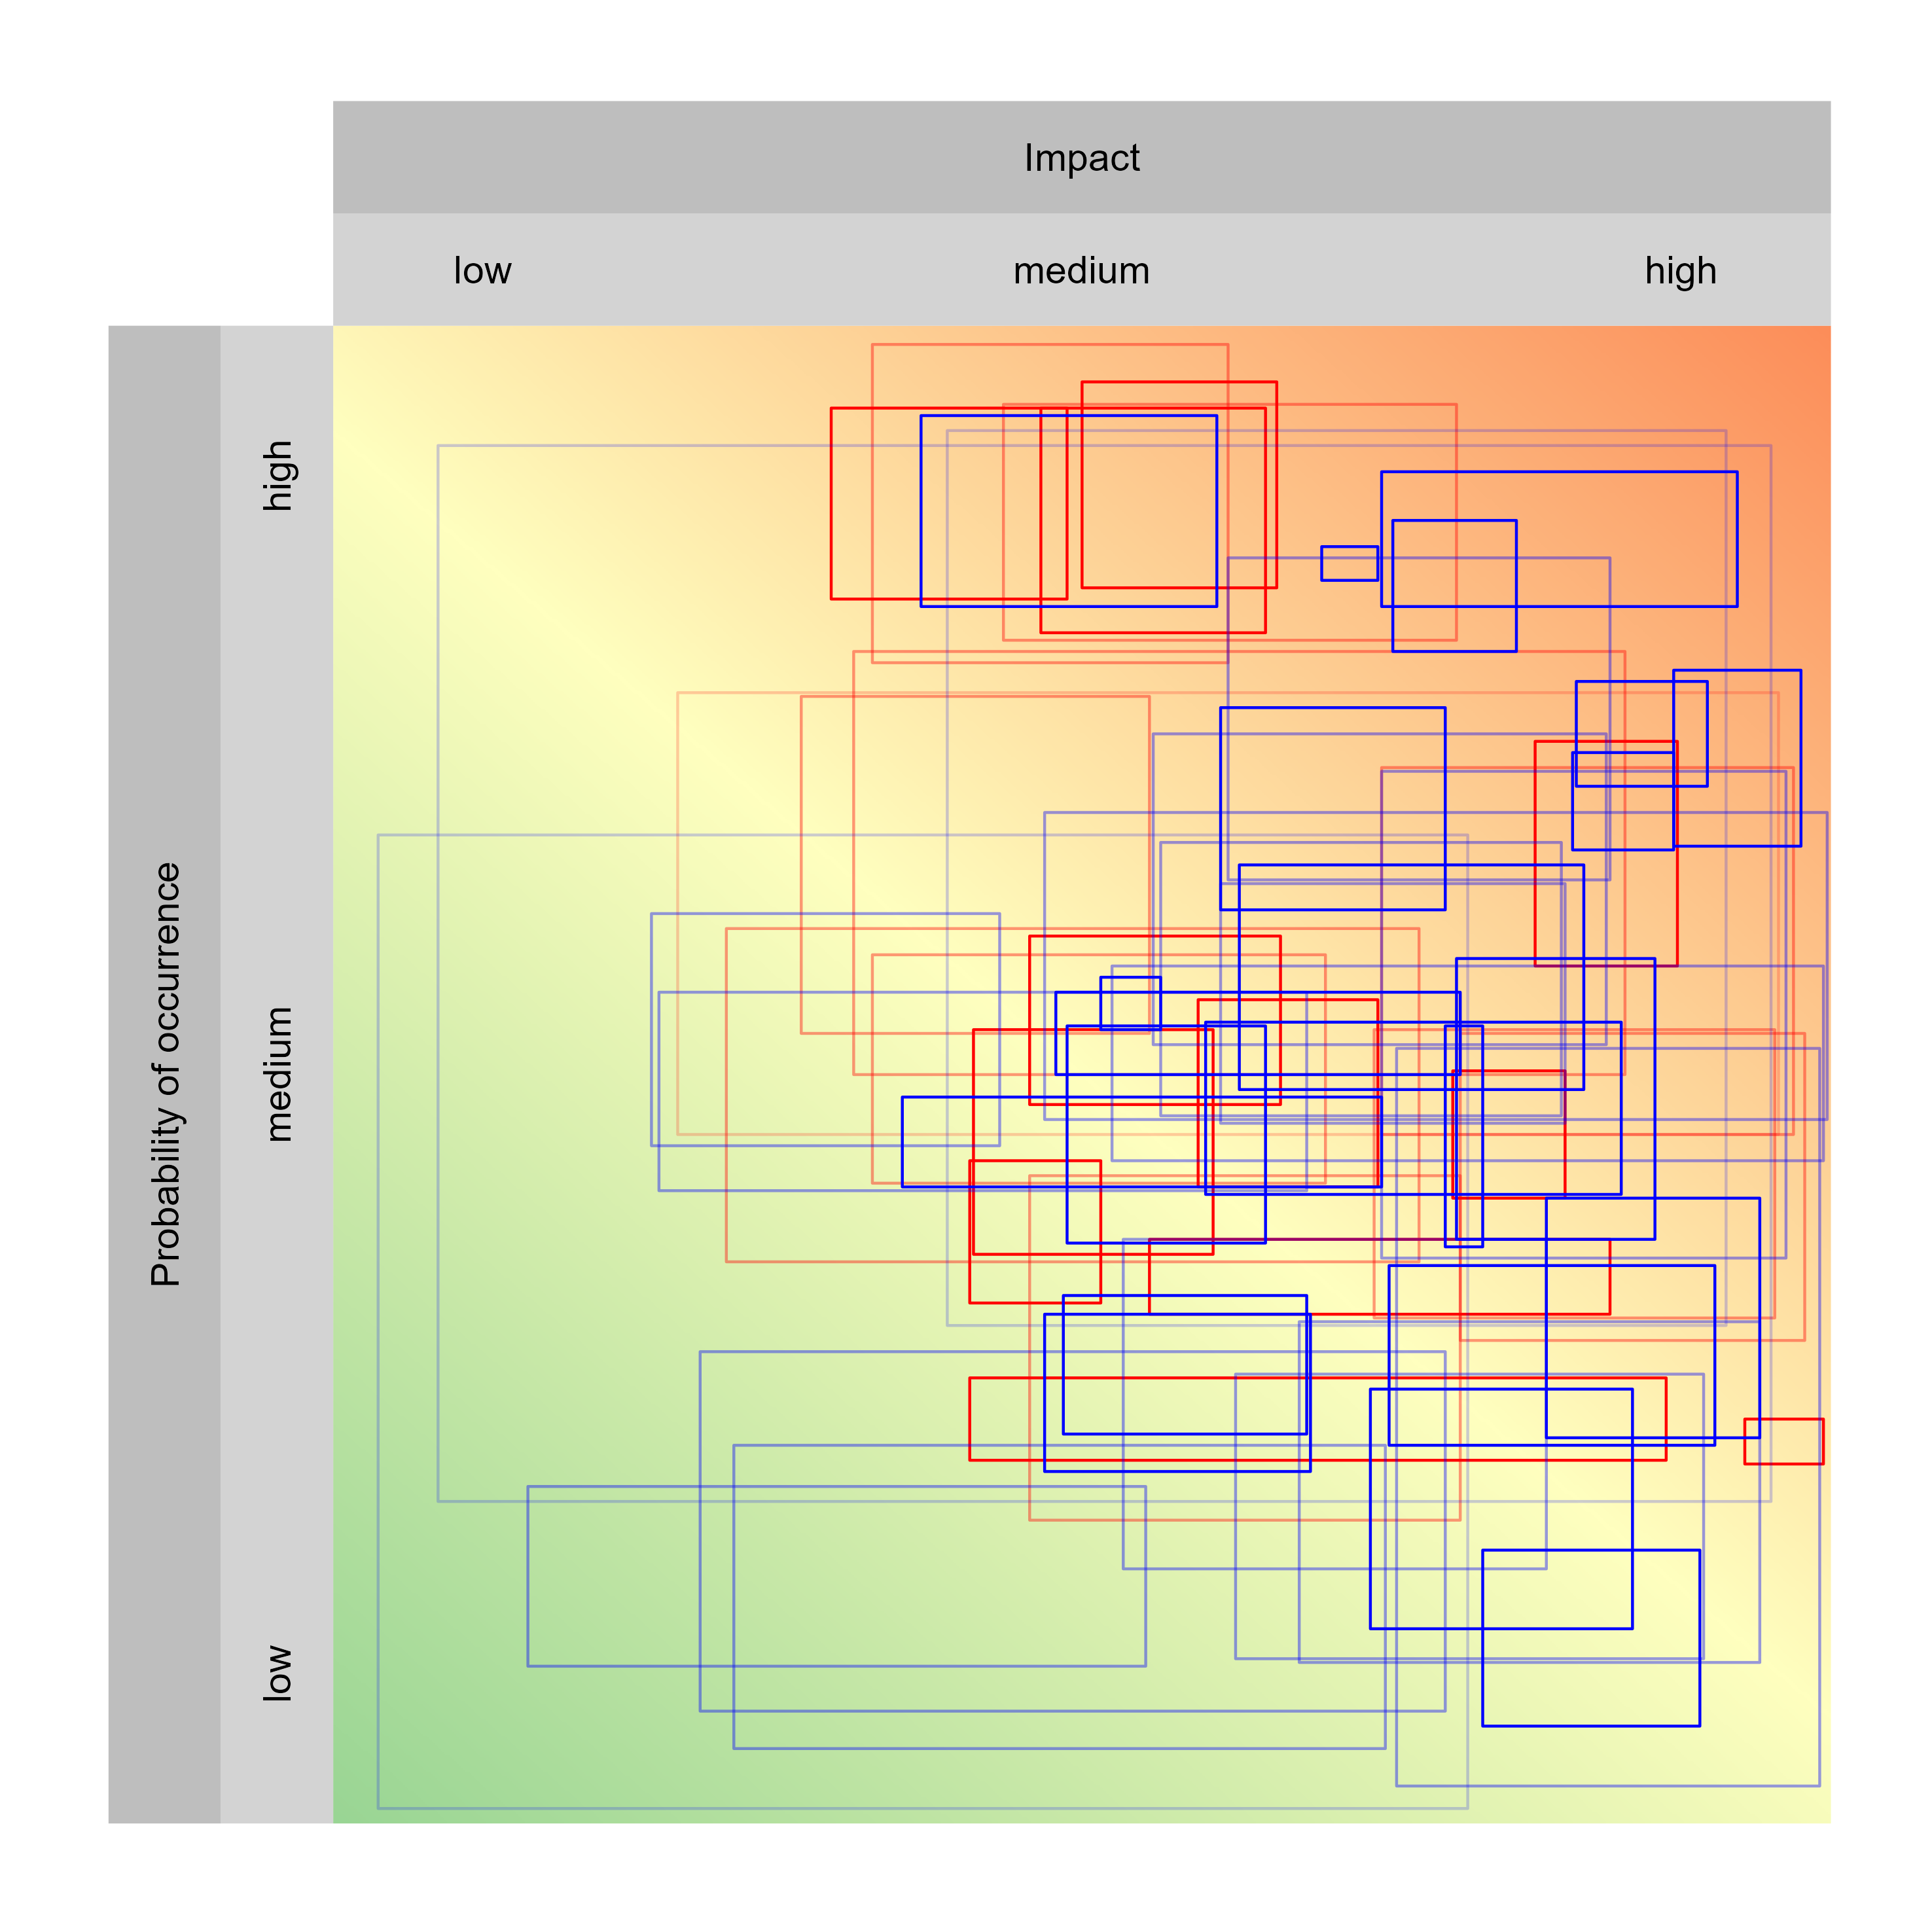 Impact
low
medium
high
Probability of occurrence
high
medium
low